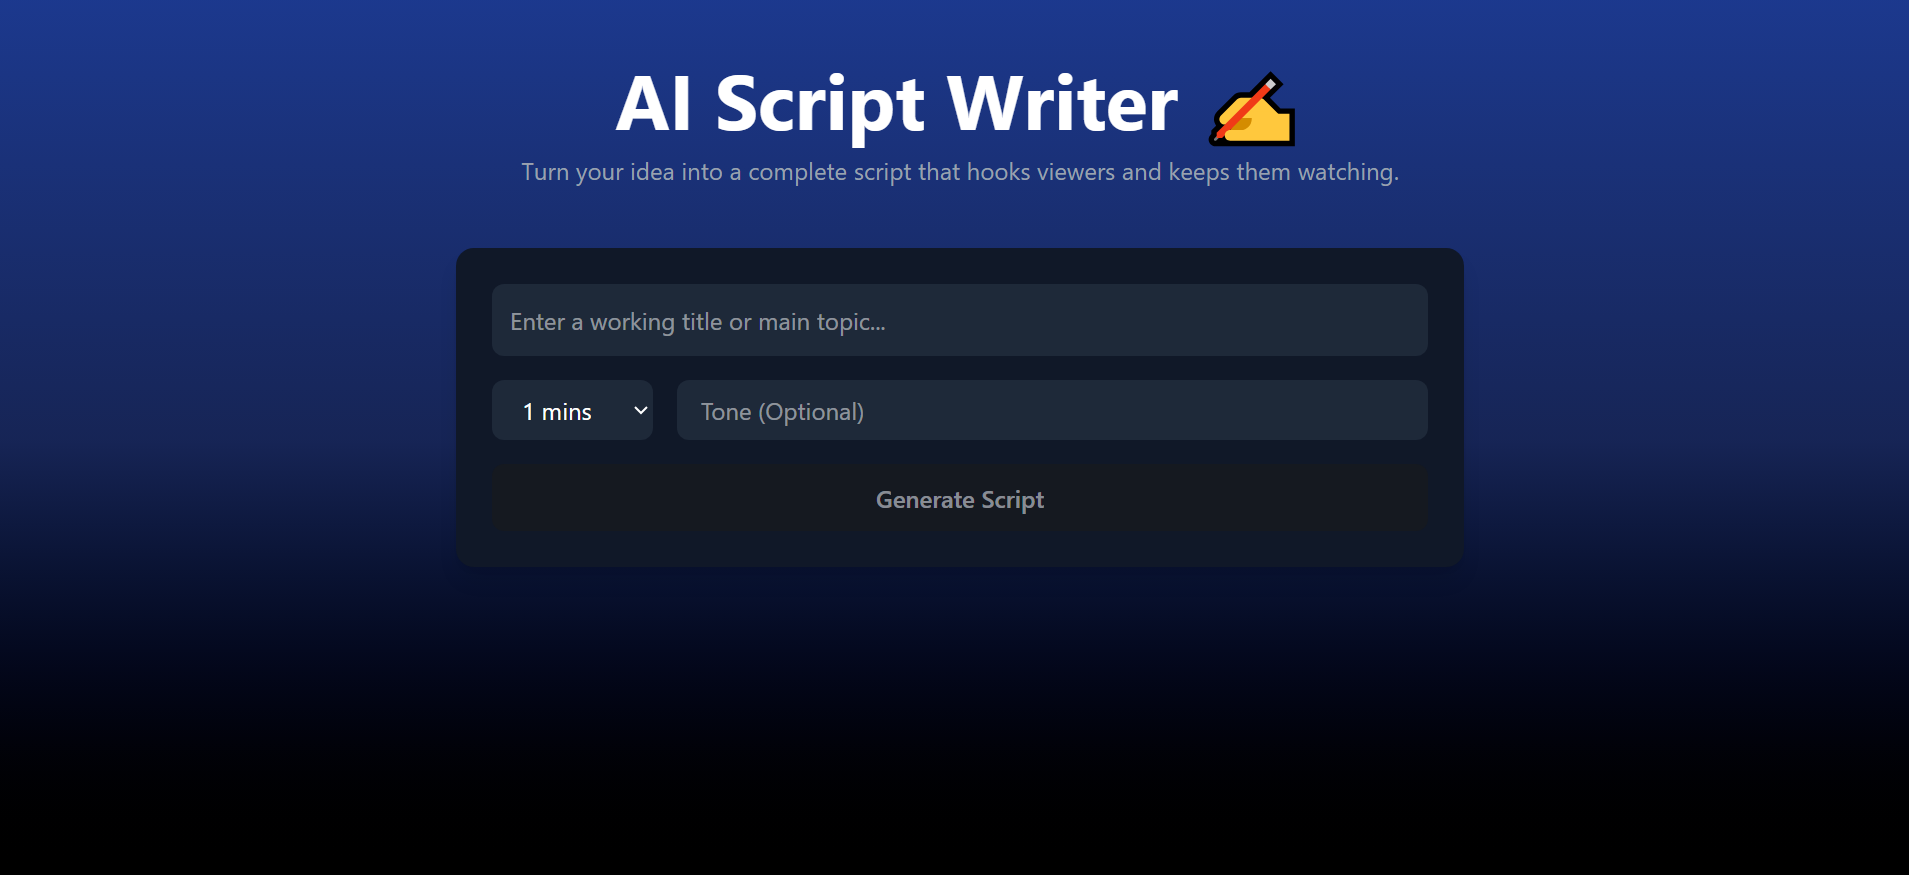 AI Script Writer ✍️
Turn your idea into a complete script that hooks viewers and keeps them watching.
Enter a working title or main topic...
1 mins
Tone (Optional)
Generate Script